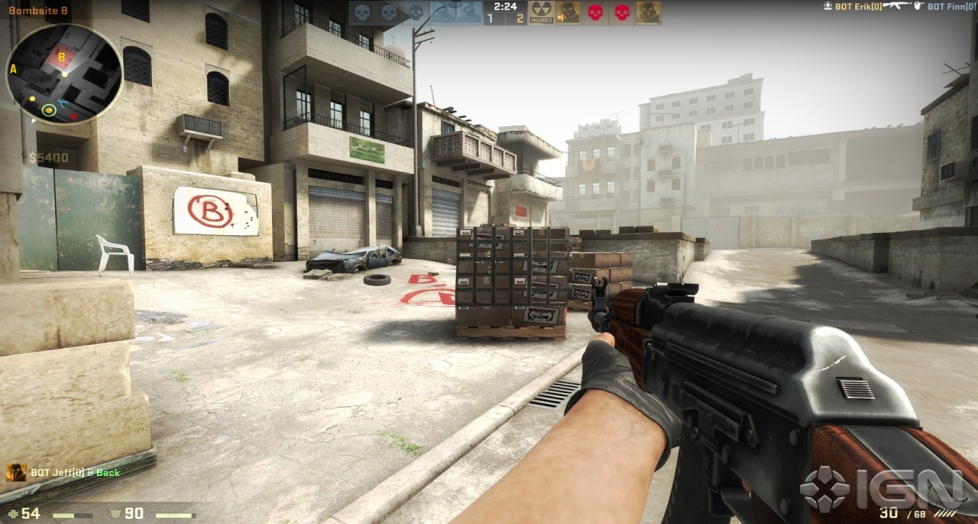 Bombsite B
2:24
1 2
BOT Erik[0] BOT Finn[0]
A
B
$5400
B
B
BOT Jeff[0] Back
54 90
30 / 68
IGN